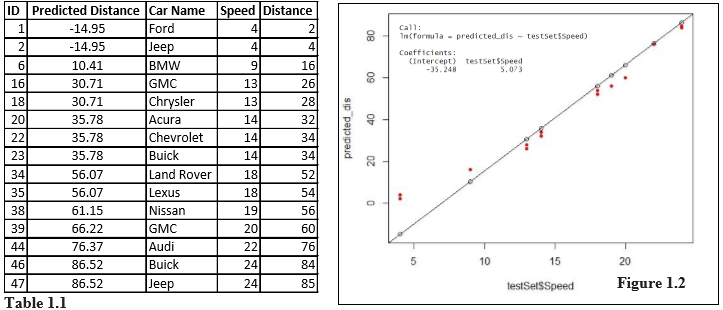 ID Predicted Distance Car Name Speed Distance
1 -14.95 Ford 4 2
2 -14.95 Jeep 4 4
6 10.41 BMW 9 16
16 30.71 GMC 13 26
18 30.71 Chrysler 13 28
20 35.78 Acura 14 32
22 35.78 Chevrolet 14 34
23 35.78 Buick 14 34
34 56.07 Land Rover 18 52
35 56.07 Lexus 18 54
38 61.15 Nissan 19 56
39 66.22 GMC 20 60
44 76.37 Audi 22 76
46 86.52 Buick 24 84
47 86.52 Jeep 24 85
Table 1.1
Call:
lm(formula = predicted_dis ~ testSet$Speed)
Coefficients:
(Intercept) testSet$Speed
-35.248 5.073
predicted_dis
80
60
40
20
0
5 10 15 20
testSet$Speed
Figure 1.2